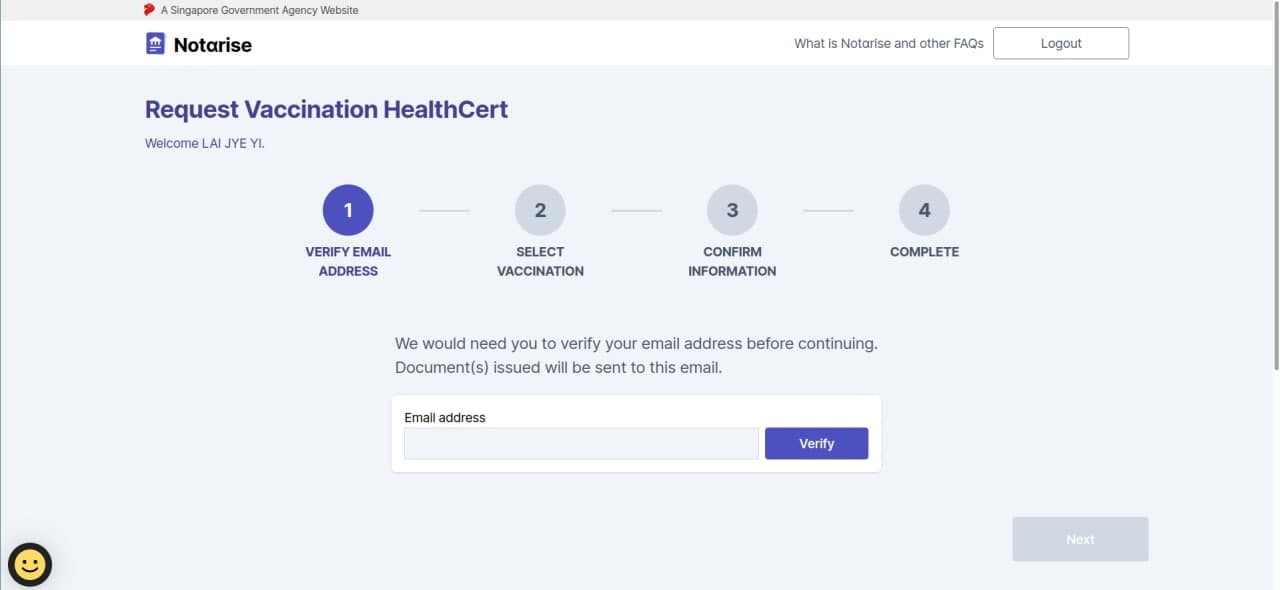 A Singapore Government Agency Website
Notarise
What is Notarise and other FAQs
Logout
Request Vaccination HealthCert
Welcome LAI JYE YI.
1
2
3
4
VERIFY EMAIL
ADDRESS
SELECT
VACCINATION
CONFIRM
INFORMATION
COMPLETE
We would need you to verify your email address before continuing.
Document(s) issued will be sent to this email.
Email address
Verify
Next